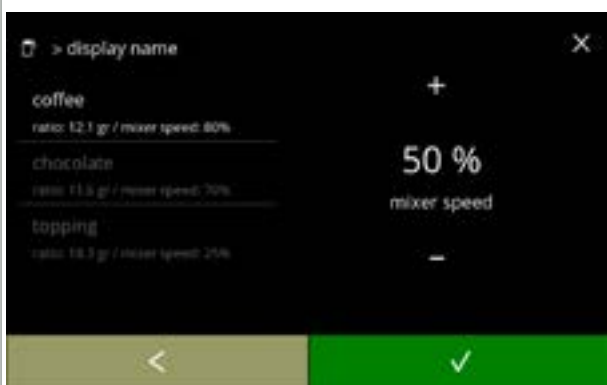 > display name
coffee
ratio: 12.1 gr / mixer speed: 80%
chocolate
ratio: 11.5 gr / mixer speed: 70%
topping
ratio: 18.3 gr / mixer speed: 25%
+
50 %
mixer speed
-